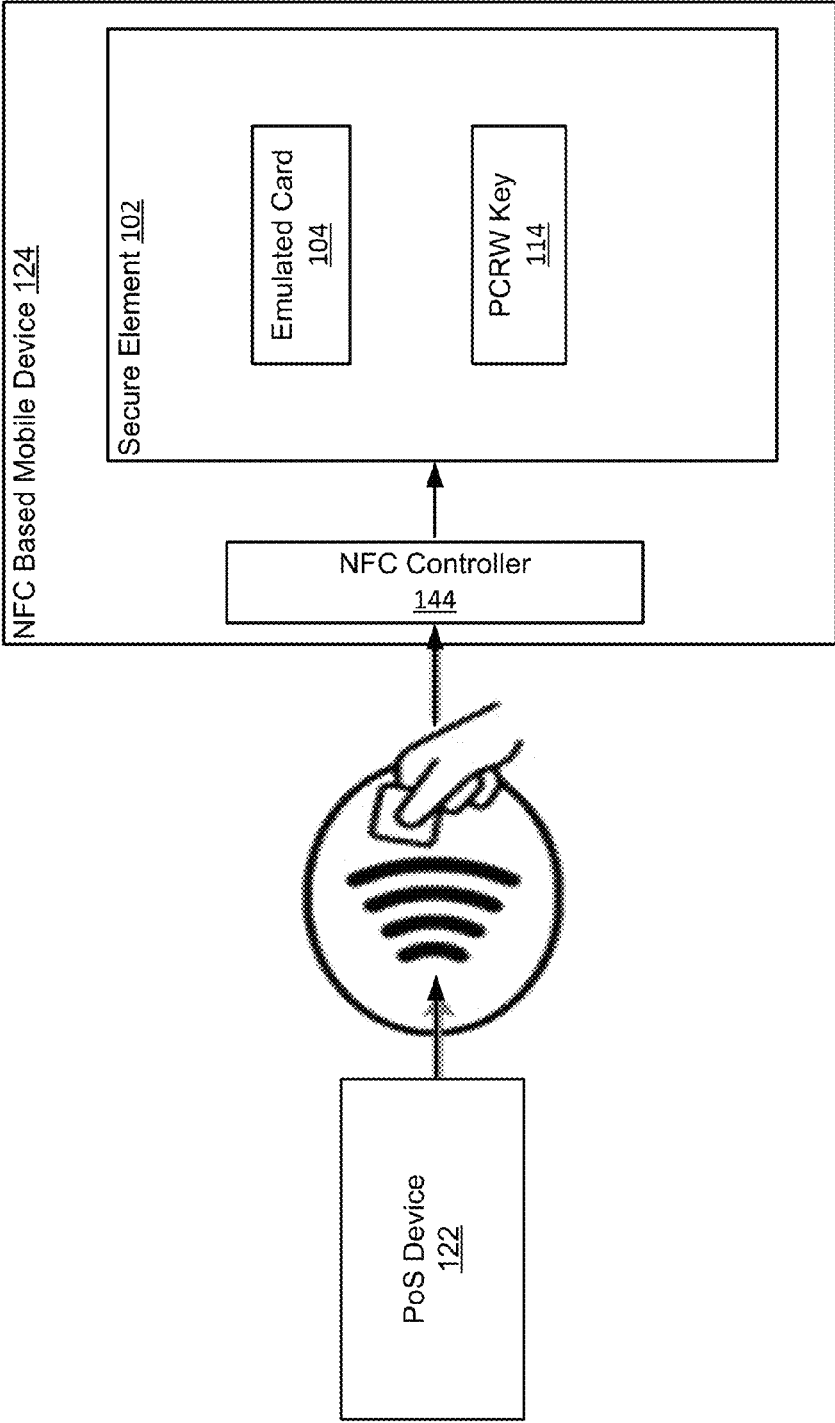 NFC Based Mobile Device 124
Secure Element 102
Emulated Card
104
PCRW Key
114
NFC Controller
144
PoS Device
122